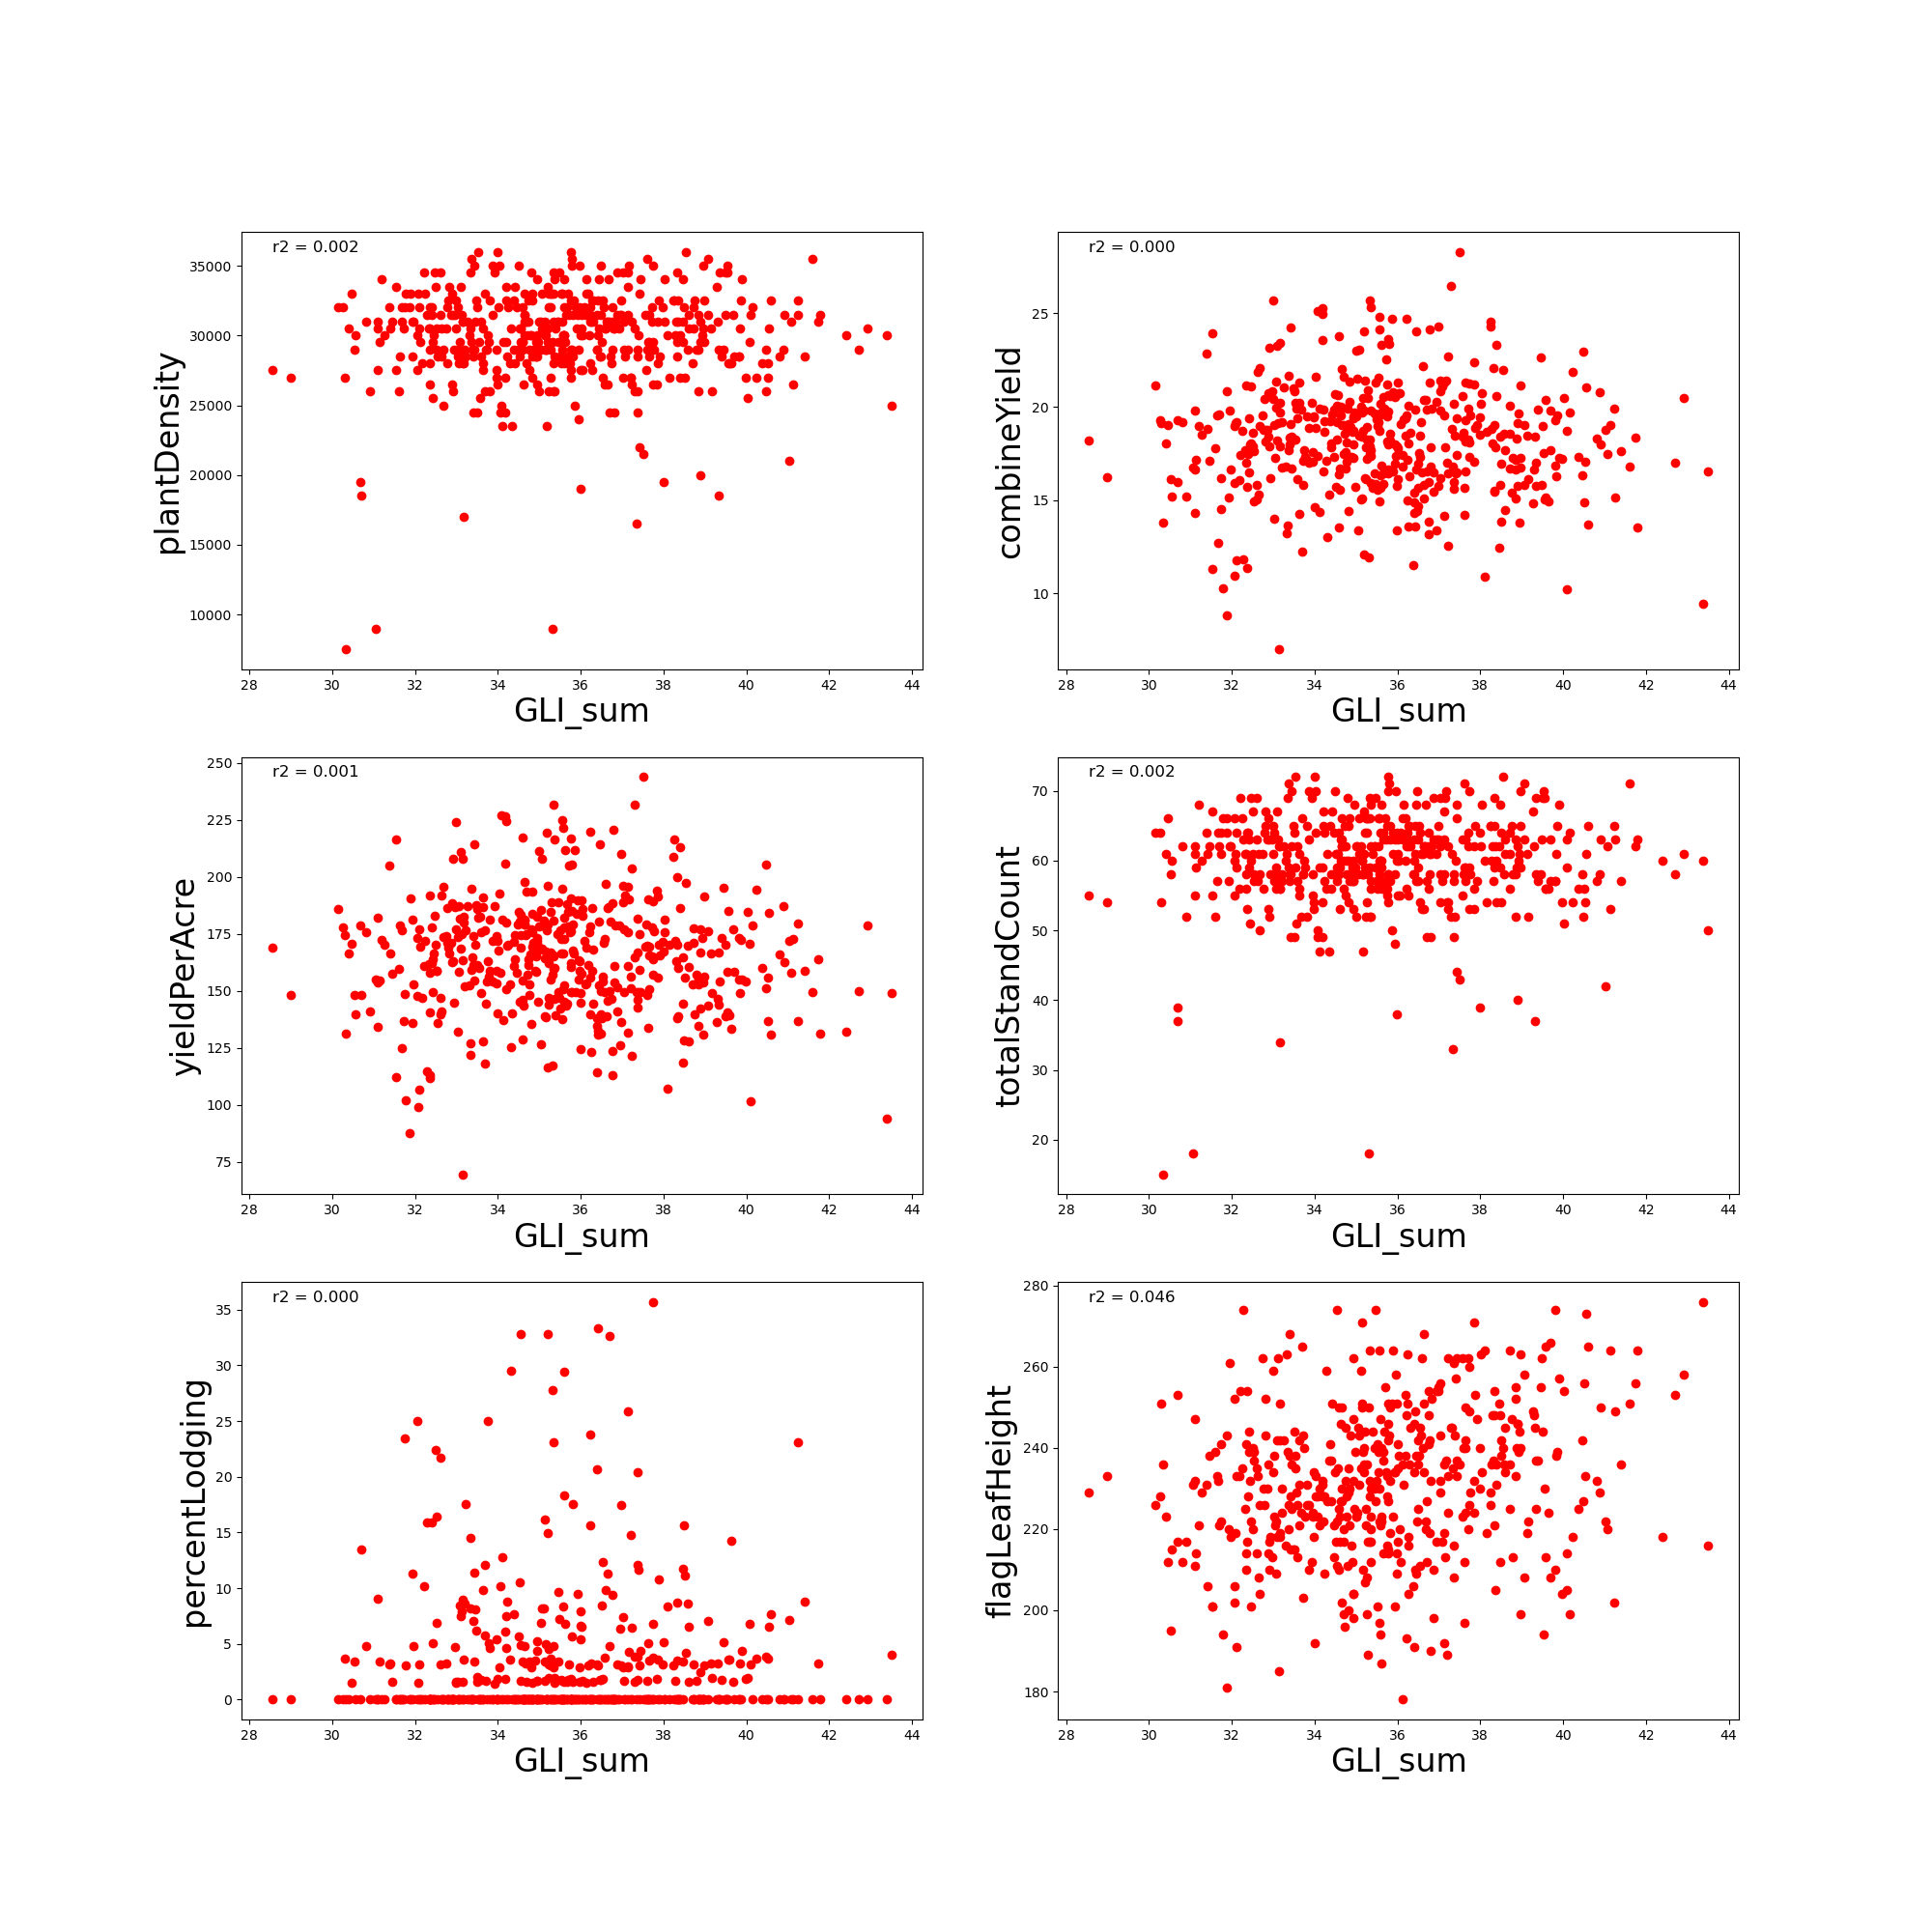 r2 = 0.002
plantDensity
35000
30000
25000
20000
15000
10000
28 30 32 34 36 38 40 42 44
GLI_sum
r2 = 0.000
combineYield
25
20
15
10
28 30 32 34 36 38 40 42 44
GLI_sum
r2 = 0.001
yieldPerAcre
250
225
200
175
150
125
100
75
28 30 32 34 36 38 40 42 44
GLI_sum
r2 = 0.002
totalStandCount
70
60
50
40
30
20
28 30 32 34 36 38 40 42 44
GLI_sum
r2 = 0.000
percentLodging
35
30
25
20
15
10
5
0
28 30 32 34 36 38 40 42 44
GLI_sum
r2 = 0.046
flagLeafHeight
280
260
240
220
200
180
28 30 32 34 36 38 40 42 44
GLI_sum